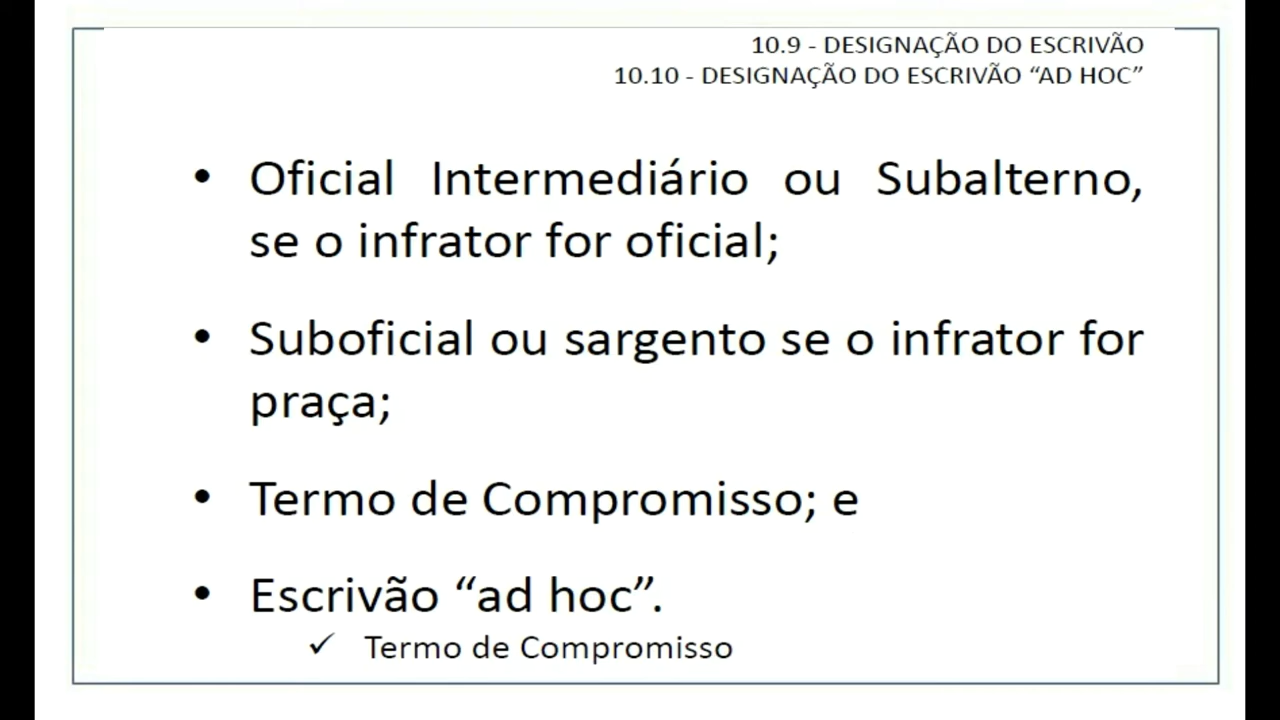 10.9 - DESIGNAÇÃO DO ESCRIVÃO
10.10 - DESIGNAÇÃO DO ESCRIVÃO “AD HOC”
• Oficial Intermediário ou Subalterno,
se o infrator for oficial;
• Suboficial ou sargento se o infrator for
praça;
• Termo de Compromisso; e
• Escrivão “ad hoc”.
✓ Termo de Compromisso